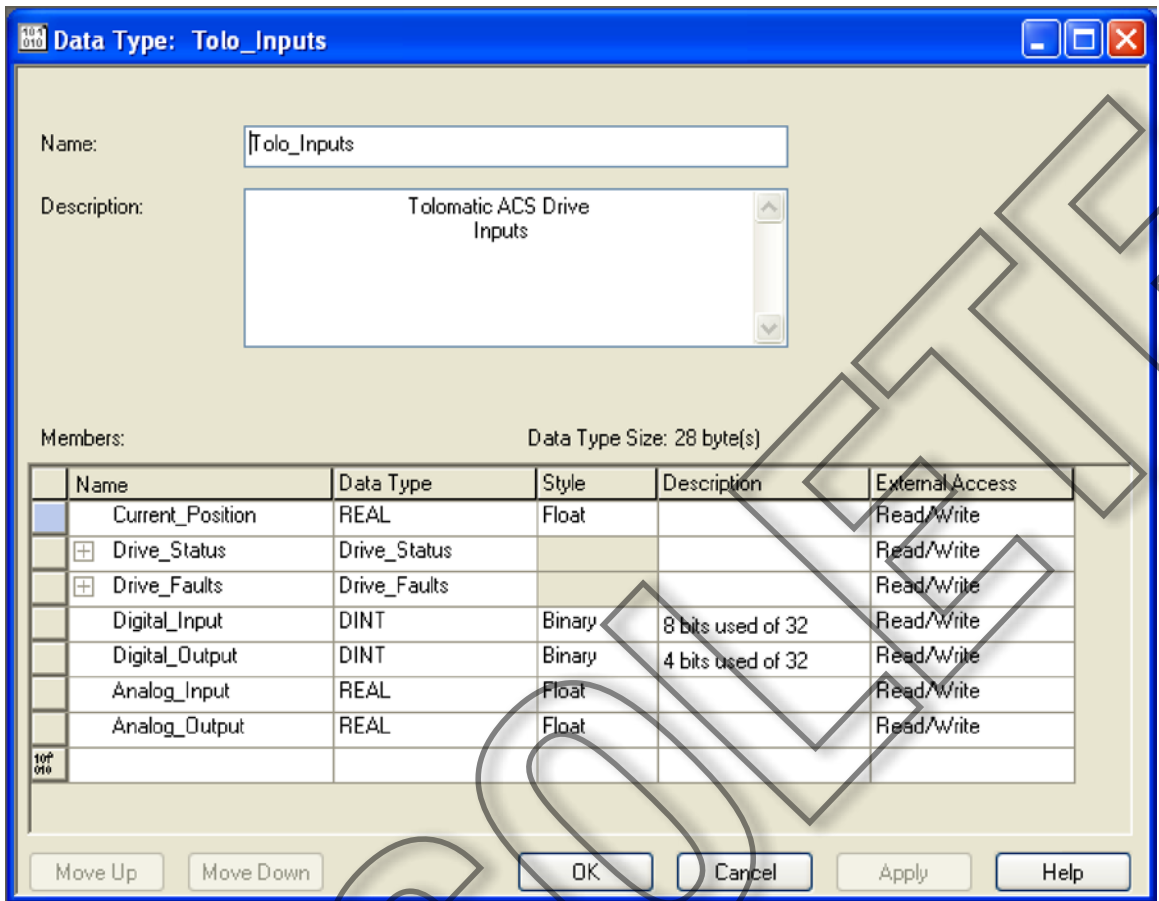 Data Type: Tolo_Inputs
Name: Tolo_Inputs
Description: Tolomatic ACS Drive
Inputs
Members: Data Type Size: 28 byte(s)
Name Data Type Style Description External Access
Current_Position REAL Float Read/Write
Drive_Status Drive_Status Read/Write
Drive_Faults Drive_Faults Read/Write
Digital_Input DINT Binary 8 bits used of 32 Read/Write
Digital_Output DINT Binary 4 bits used of 32 Read/Write
Analog_Input REAL Float Read/Write
Analog_Output REAL Float Read/Write
Move Up Move Down OK Cancel Apply Help